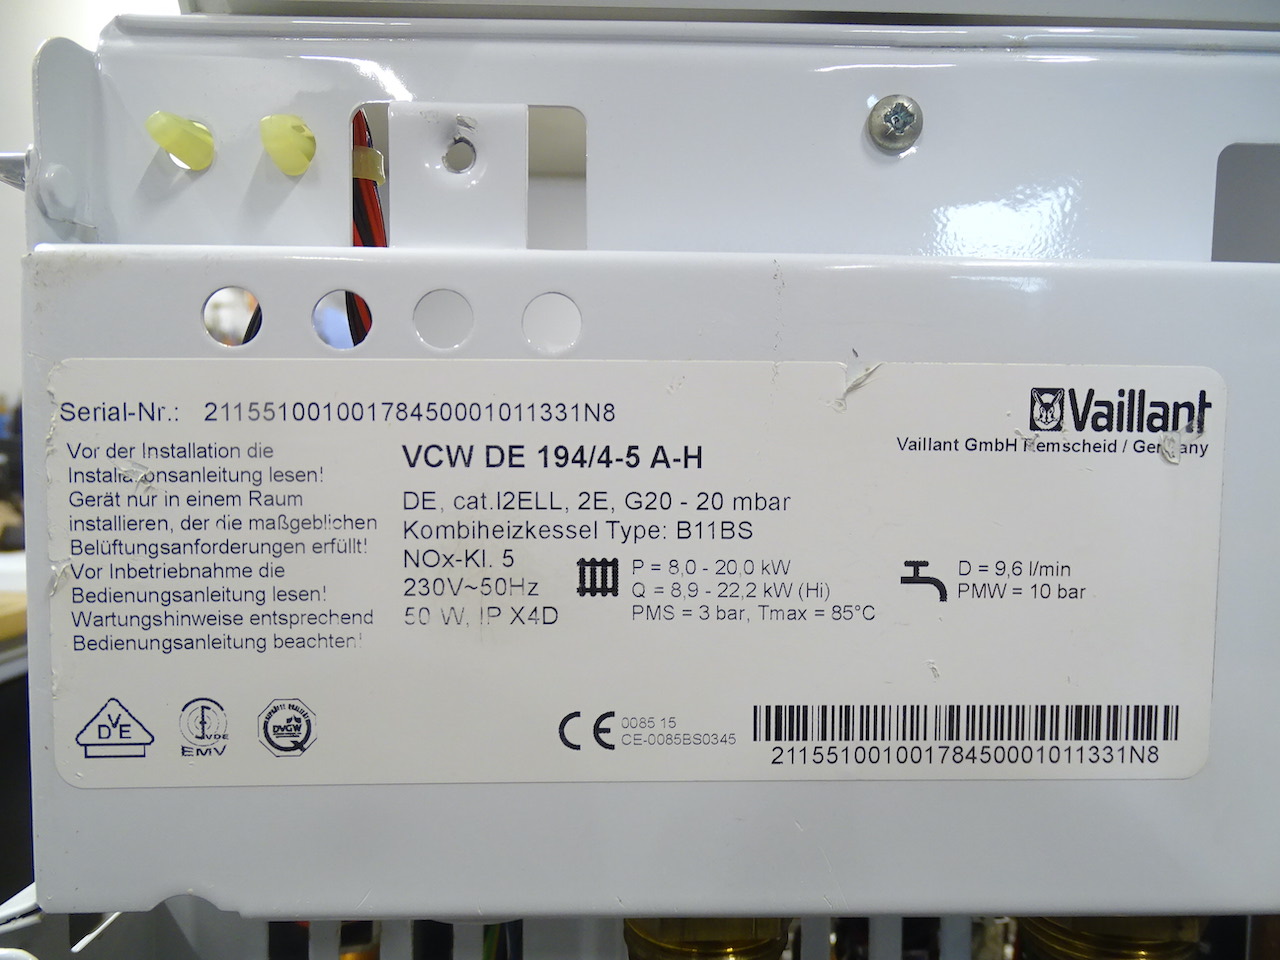 Serial-Nr.: 21155100100178450001011331N8
Vaillant
Vaillant GmbH Remscheid / Germany
Vor der Installation die
Installationsanleitung lesen!
Gerät nur in einem Raum
installieren, der die maßgeblichen
Belüftungsanforderungen erfüllt!
Vor Inbetriebnahme die
Bedienungsanleitung lesen!
Wartungshinweise entsprechend
Bedienungsanleitung beachten!
VCW DE 194/4-5 A-H
DE, cat.I2ELL, 2E, G20 - 20 mbar
Kombiheizkessel Type: B11BS
NOx-Kl. 5
230V~50Hz
50 W, IP X4D
P = 8,0 - 20,0 kW
Q = 8,9 - 22,2 kW (Hi)
PMS = 3 bar, Tmax = 85°C
D = 9,6 l/min
PMW = 10 bar
VDE
VDE
EMV
DVGW
CE 0085 15
CE-0085BS0345
21155100100178450001011331N8